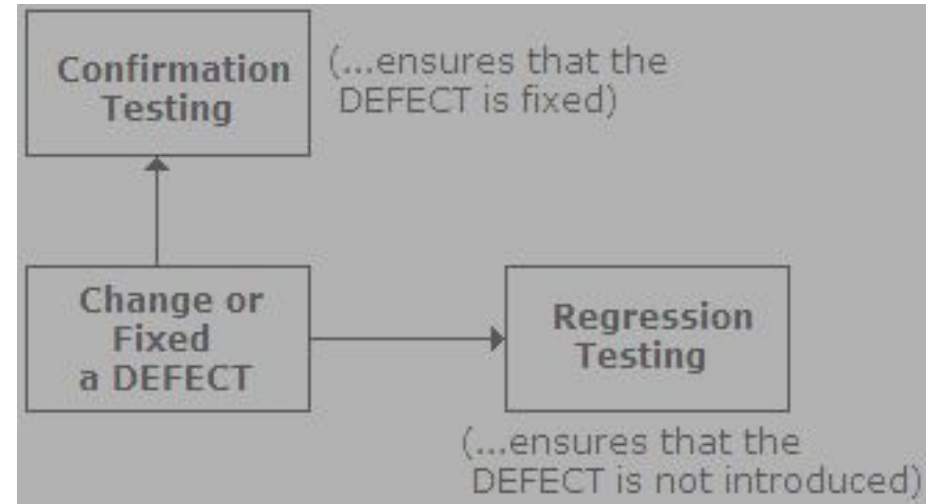 Confirmation
Testing
(...ensures that the
DEFECT is fixed)
Change or
Fixed
a DEFECT
Regression
Testing
(...ensures that the
DEFECT is not introduced)